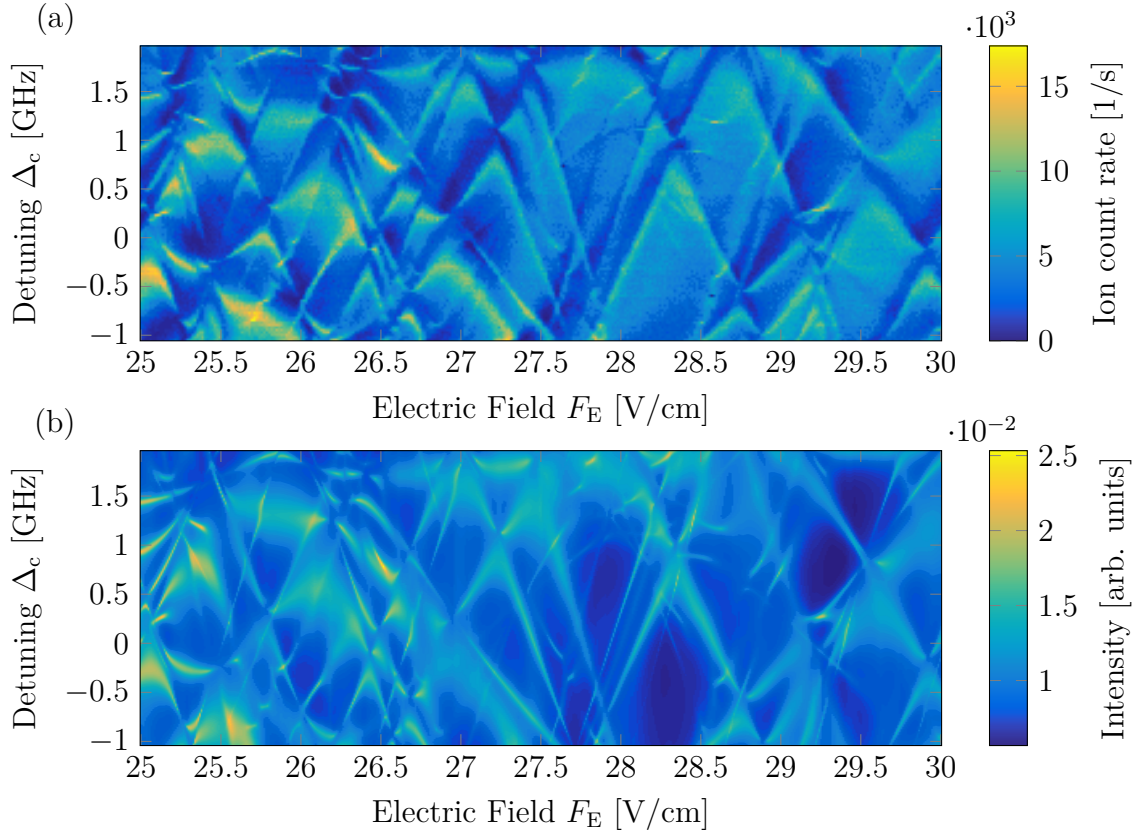 (a)
·10³
Detuning Δc [GHz]
1.5
1
0.5
0
−0.5
−1
25 25.5 26 26.5 27 27.5 28 28.5 29 29.5 30
Electric Field FE [V/cm]
15
10
5
0
Ion count rate [1/s]
(b)
·10⁻²
Detuning Δc [GHz]
1.5
1
0.5
0
−0.5
−1
25 25.5 26 26.5 27 27.5 28 28.5 29 29.5 30
Electric Field FE [V/cm]
2.5
2
1.5
1
Intensity [arb. units]